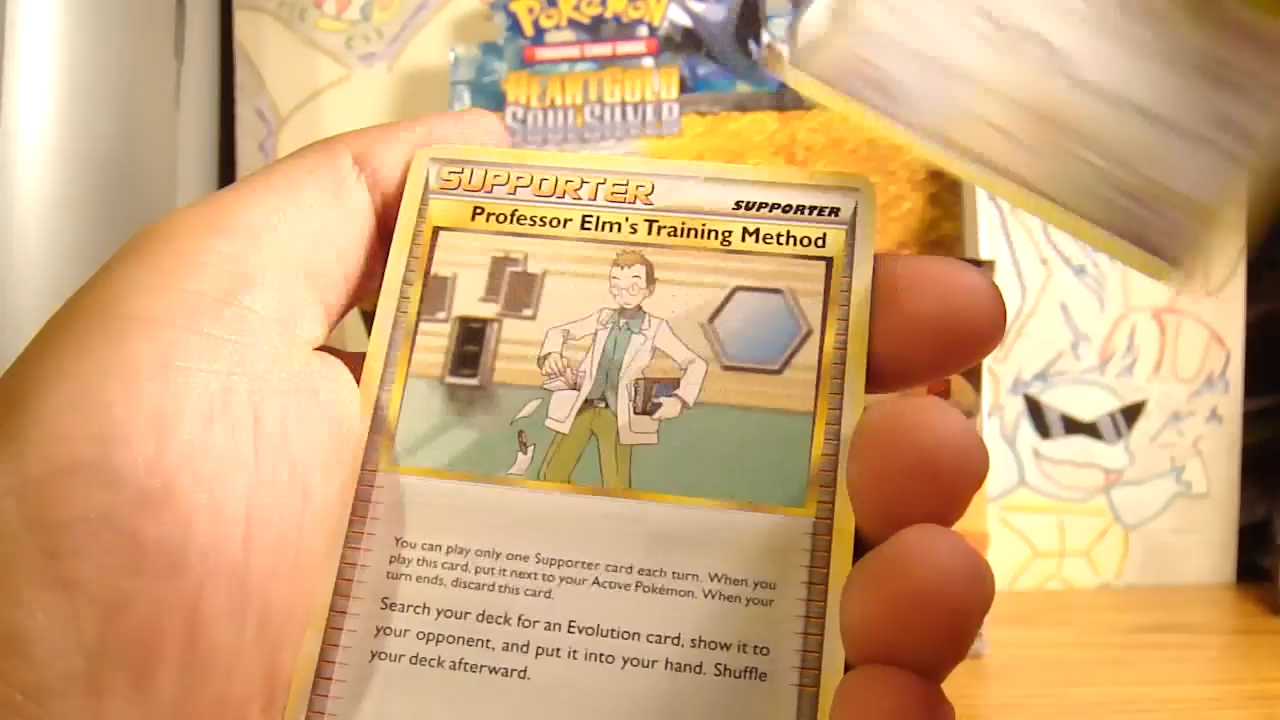 POKÉMON
TRADING CARD GAME
HEARTGOLD
SOULSILVER
SUPPORTER
SUPPORTER
Professor Elm's Training Method
You can play only one Supporter card each turn. When you
play this card, put it next to your Active Pokémon. When your
turn ends, discard this card.
Search your deck for an Evolution card, show it to
your opponent, and put it into your hand. Shuffle
your deck afterward.